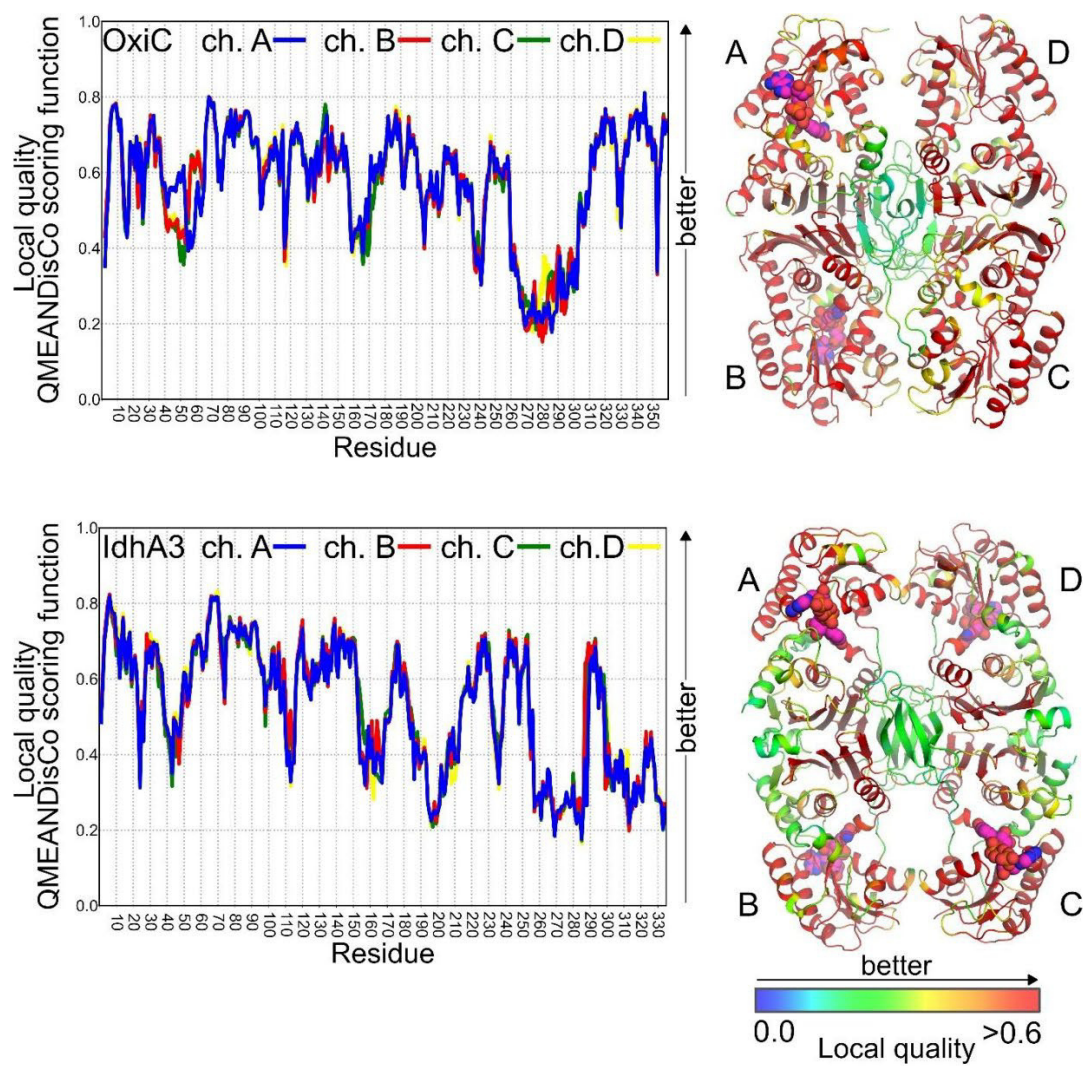 1.0
OxiC ch. A ch. B ch. C ch.D
0.8
0.6
0.4
0.2
0.0
Local quality
QMEANDisCo scoring function
better
10 20 30 40 50 60 70 80 90 100 110 120 130 140 150 160 170 180 190 200 210 220 230 240 250 260 270 280 290 300 310 320 330 340 350
Residue
A D
B C
1.0
IdhA3 ch. A ch. B ch. C ch.D
0.8
0.6
0.4
0.2
0.0
Local quality
QMEANDisCo scoring function
better
10 20 30 40 50 60 70 80 90 100 110 120 130 140 150 160 170 180 190 200 210 220 230 240 250 260 270 280 290 300 310 320 330
Residue
A D
B C
better
0.0 >0.6
Local quality